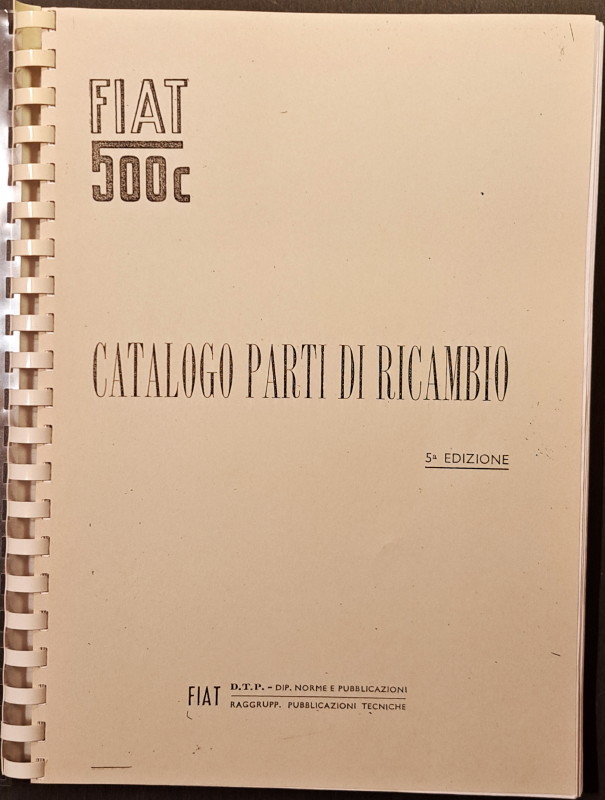 FIAT
500c
CATALOGO PARTI DI RICAMBIO
5ª EDIZIONE
FIAT D.T.P. - DIP. NORME E PUBBLICAZIONI
RAGGRUPP. PUBBLICAZIONI TECNICHE